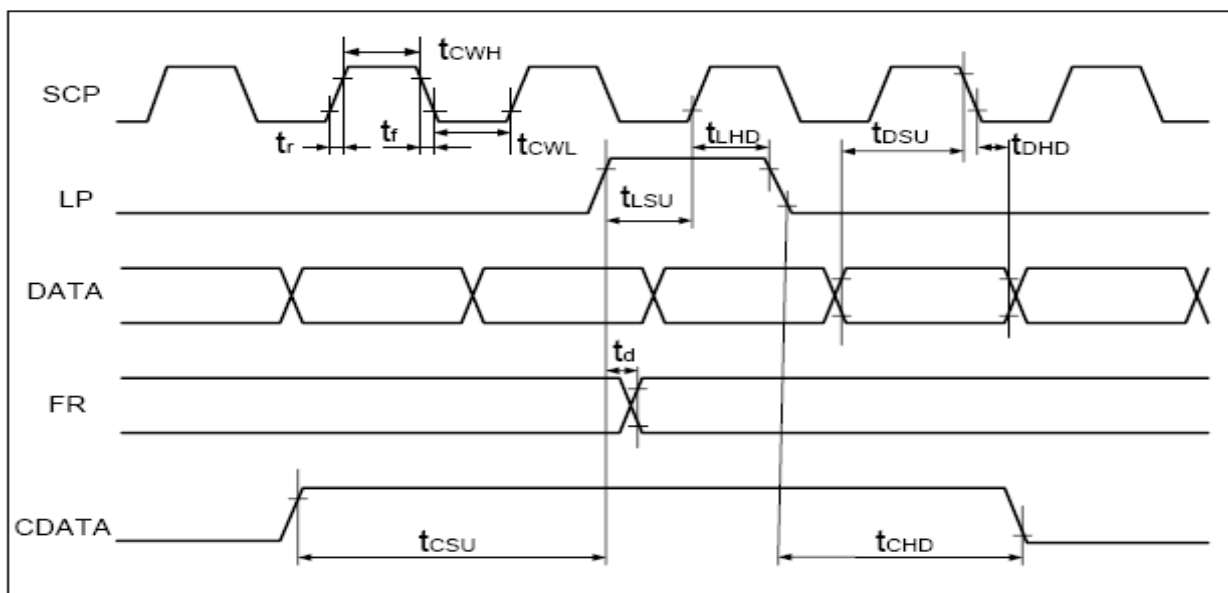 tCWH
SCP
tr
tf
tCWL
tLHD
tDSU
tDHD
LP
tLSU
DATA
td
FR
CDATA
tCSU
tCHD